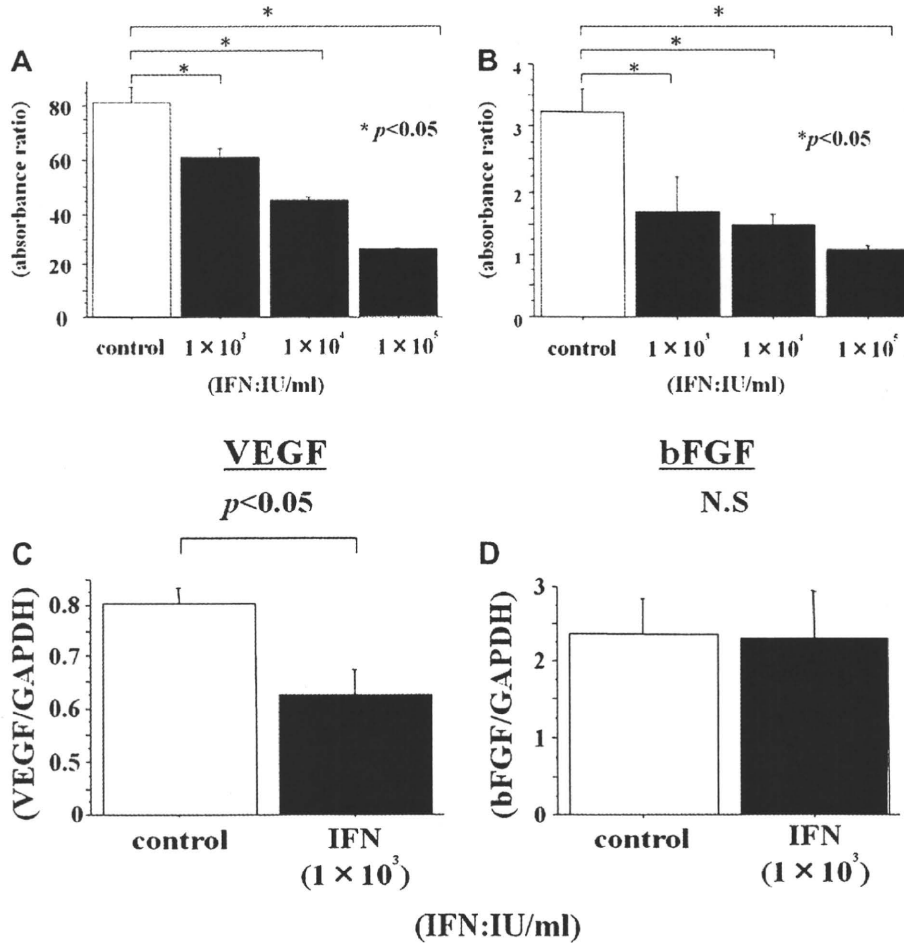 *
*
*
A
(absorbance ratio)
80
60
40
20
0
* p<0.05
control
1 × 10³
1 × 10⁴
1 × 10⁵
(IFN:IU/ml)
*
*
*
B
(absorbance ratio)
4
3
2
1
0
*p<0.05
control
1 × 10³
1 × 10⁴
1 × 10⁵
(IFN:IU/ml)
VEGF
p<0.05
C
(VEGF/GAPDH)
0.8
0.7
0.6
0.5
0
control
IFN
(1 × 10³)
bFGF
N.S
D
(bFGF/GAPDH)
3
2
1
0
control
IFN
(1 × 10³)
(IFN:IU/ml)